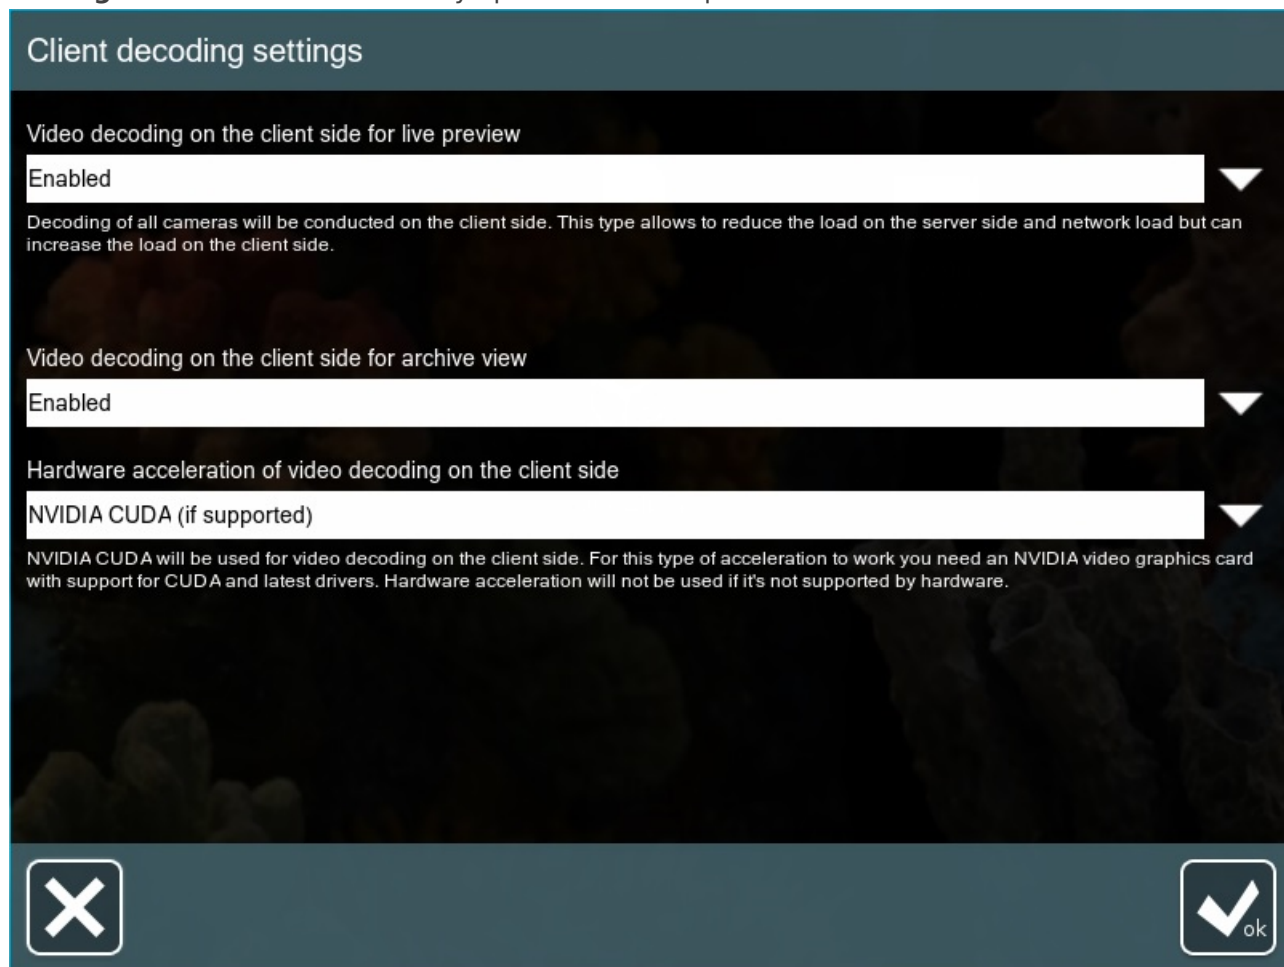 Client decoding settings
Video decoding on the client side for live preview
Enabled
Decoding of all cameras will be conducted on the client side. This type allows to reduce the load on the server side and network load but can
increase the load on the client side.
Video decoding on the client side for archive view
Enabled
Hardware acceleration of video decoding on the client side
NVIDIA CUDA (if supported)
NVIDIA CUDA will be used for video decoding on the client side. For this type of acceleration to work you need an NVIDIA video graphics card
with support for CUDA and latest drivers. Hardware acceleration will not be used if it's not supported by hardware.
ok